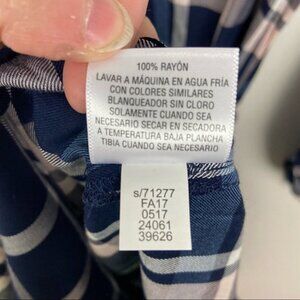 100% RAYÓN
LAVAR A MÁQUINA EN AGUA FRÍA
CON COLORES SIMILARES
BLANQUEADOR SIN CLORO
SOLAMENTE CUANDO SEA
NECESARIO SECAR EN SECADORA
A TEMPERATURA BAJA PLANCHA
TIBIA CUANDO SEA NECESARIO
s/71277
FA17
0517
24061
39626